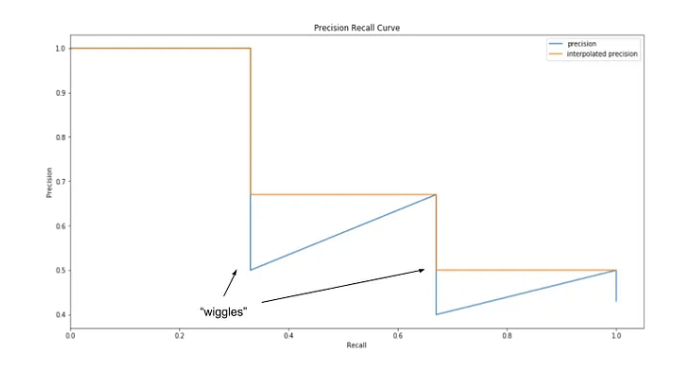 Precision Recall Curve
precision
interpolated precision
1.0
0.9
0.8
0.7
0.6
0.5
0.4
Precision
"wiggles"
0.0
0.2
0.4
0.6
0.8
1.0
Recall